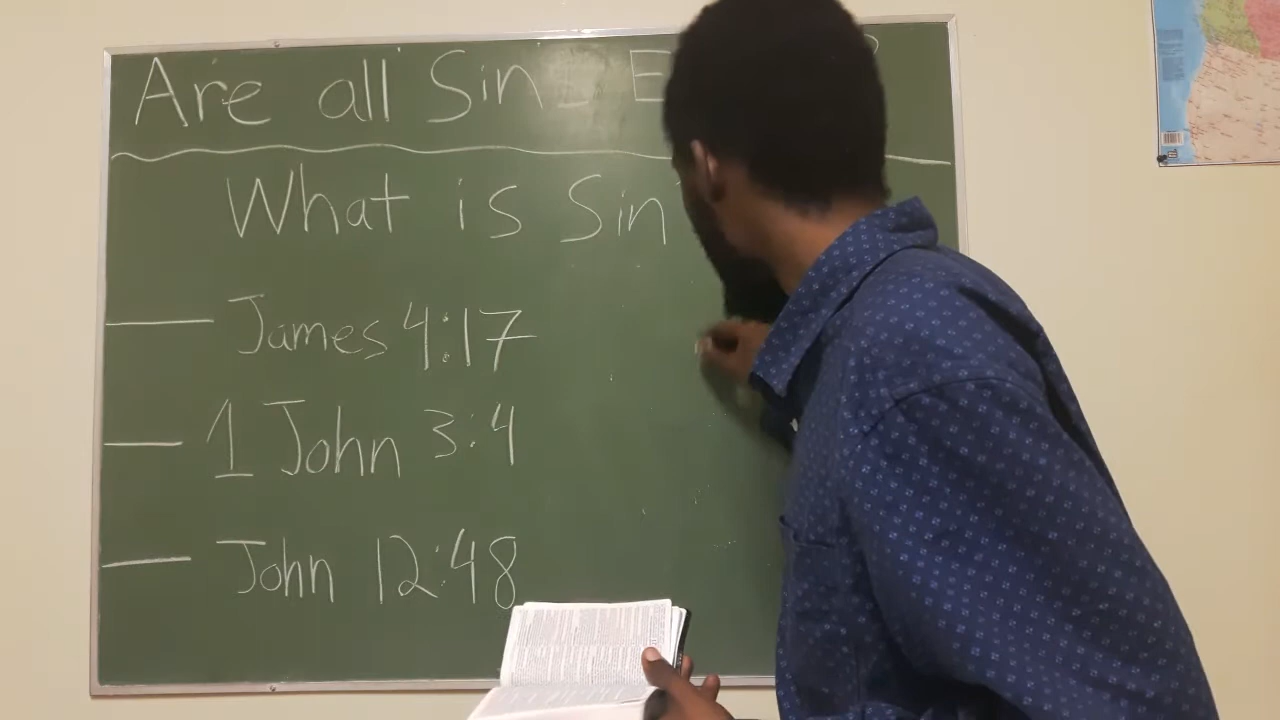 Are all Sin E ?
What is Sin
— James 4:17
— 1 John 3:4
— John 12:48